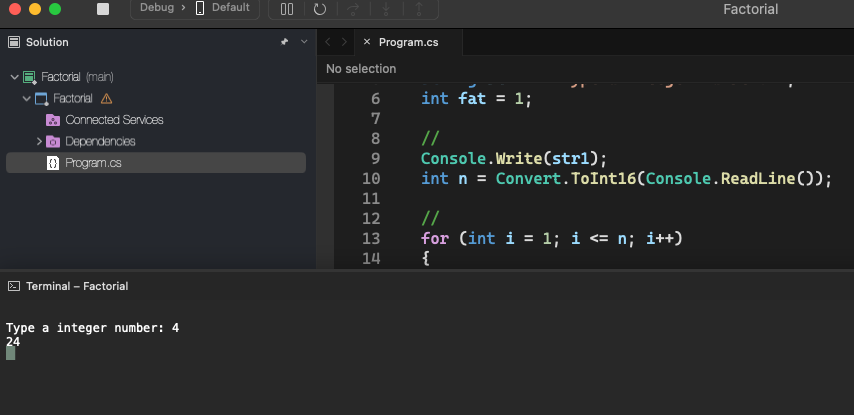 Debug > Default
Factorial
Solution
Program.cs
No selection
Factorial (main)
Factorial
Connected Services
Dependencies
Program.cs
6 int fat = 1;
7
8 //
9 Console.Write(str1);
10 int n = Convert.ToInt16(Console.ReadLine());
11
12 //
13 for (int i = 1; i <= n; i++)
14 {
Terminal – Factorial
Type a integer number: 4
24